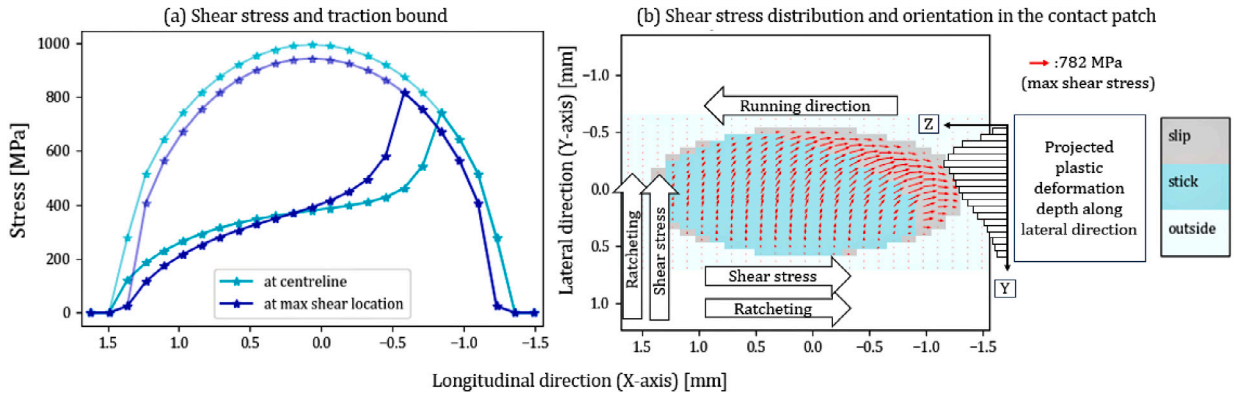 (a) Shear stress and traction bound
1000
800
600
400
200
0
Stress [MPa]
at centreline
at max shear location
1.5 1.0 0.5 0.0 −0.5 −1.0 −1.5
(b) Shear stress distribution and orientation in the contact patch
−1.0
−0.5
0.0
0.5
1.0
Lateral direction (Y-axis) [mm]
Running direction
Ratcheting
Shear stress
Shear stress
Ratcheting
Z
Y
:782 MPa
(max shear stress)
Projected
plastic
deformation
depth along
lateral direction
slip
stick
outside
1.5 1.0 0.5 0.0 −0.5 −1.0 −1.5
Longitudinal direction (X-axis) [mm]